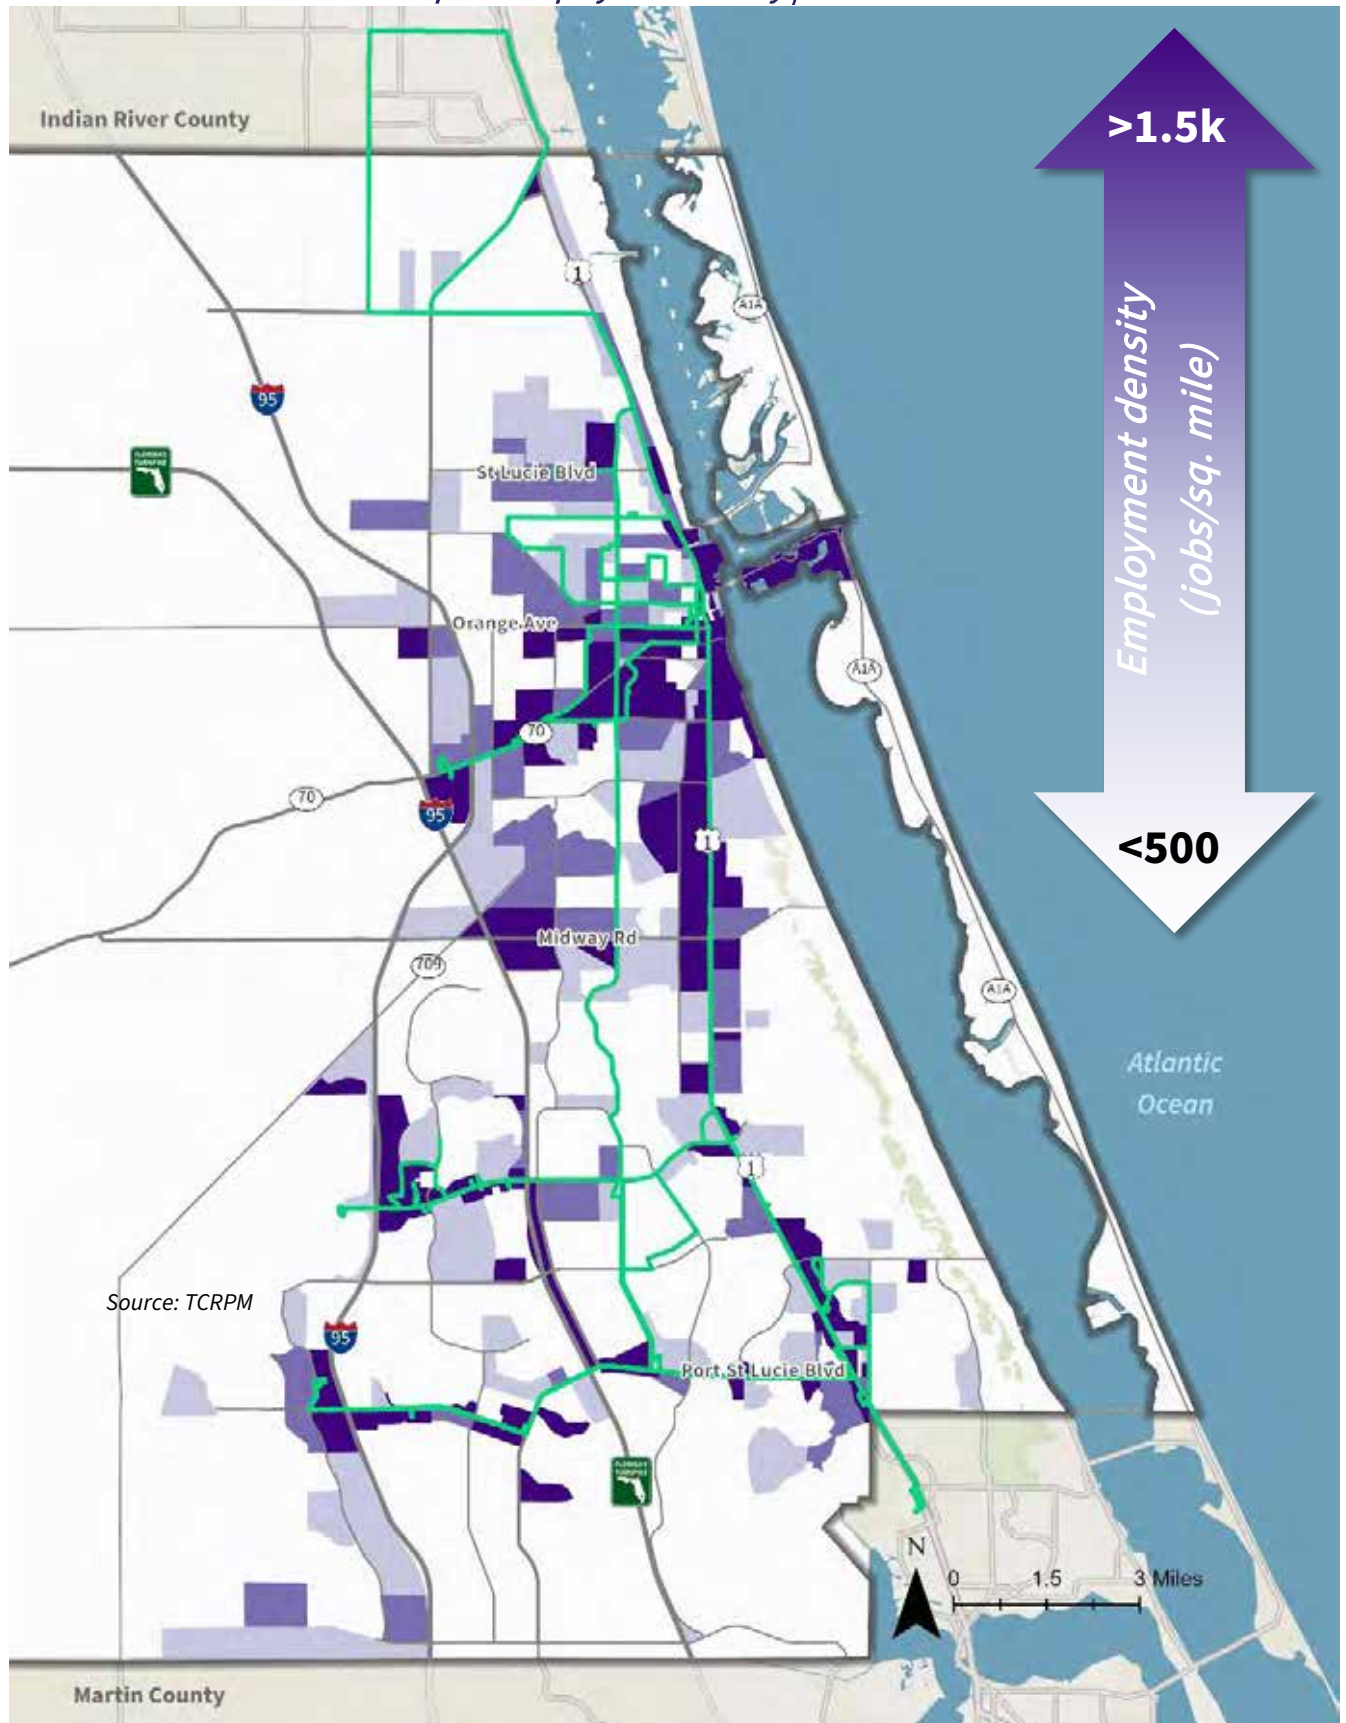 Indian River County
>1.5k
1
A1A
Employment density
(jobs/sq. mile)
95
St Lucie Blvd
Orange Ave
A1A
70
70
95
1
<500
Midway Rd
709
A1A
Atlantic
Ocean
1
Source: TCRPM
95
Port St Lucie Blvd
N
0 1.5 3 Miles
Martin County